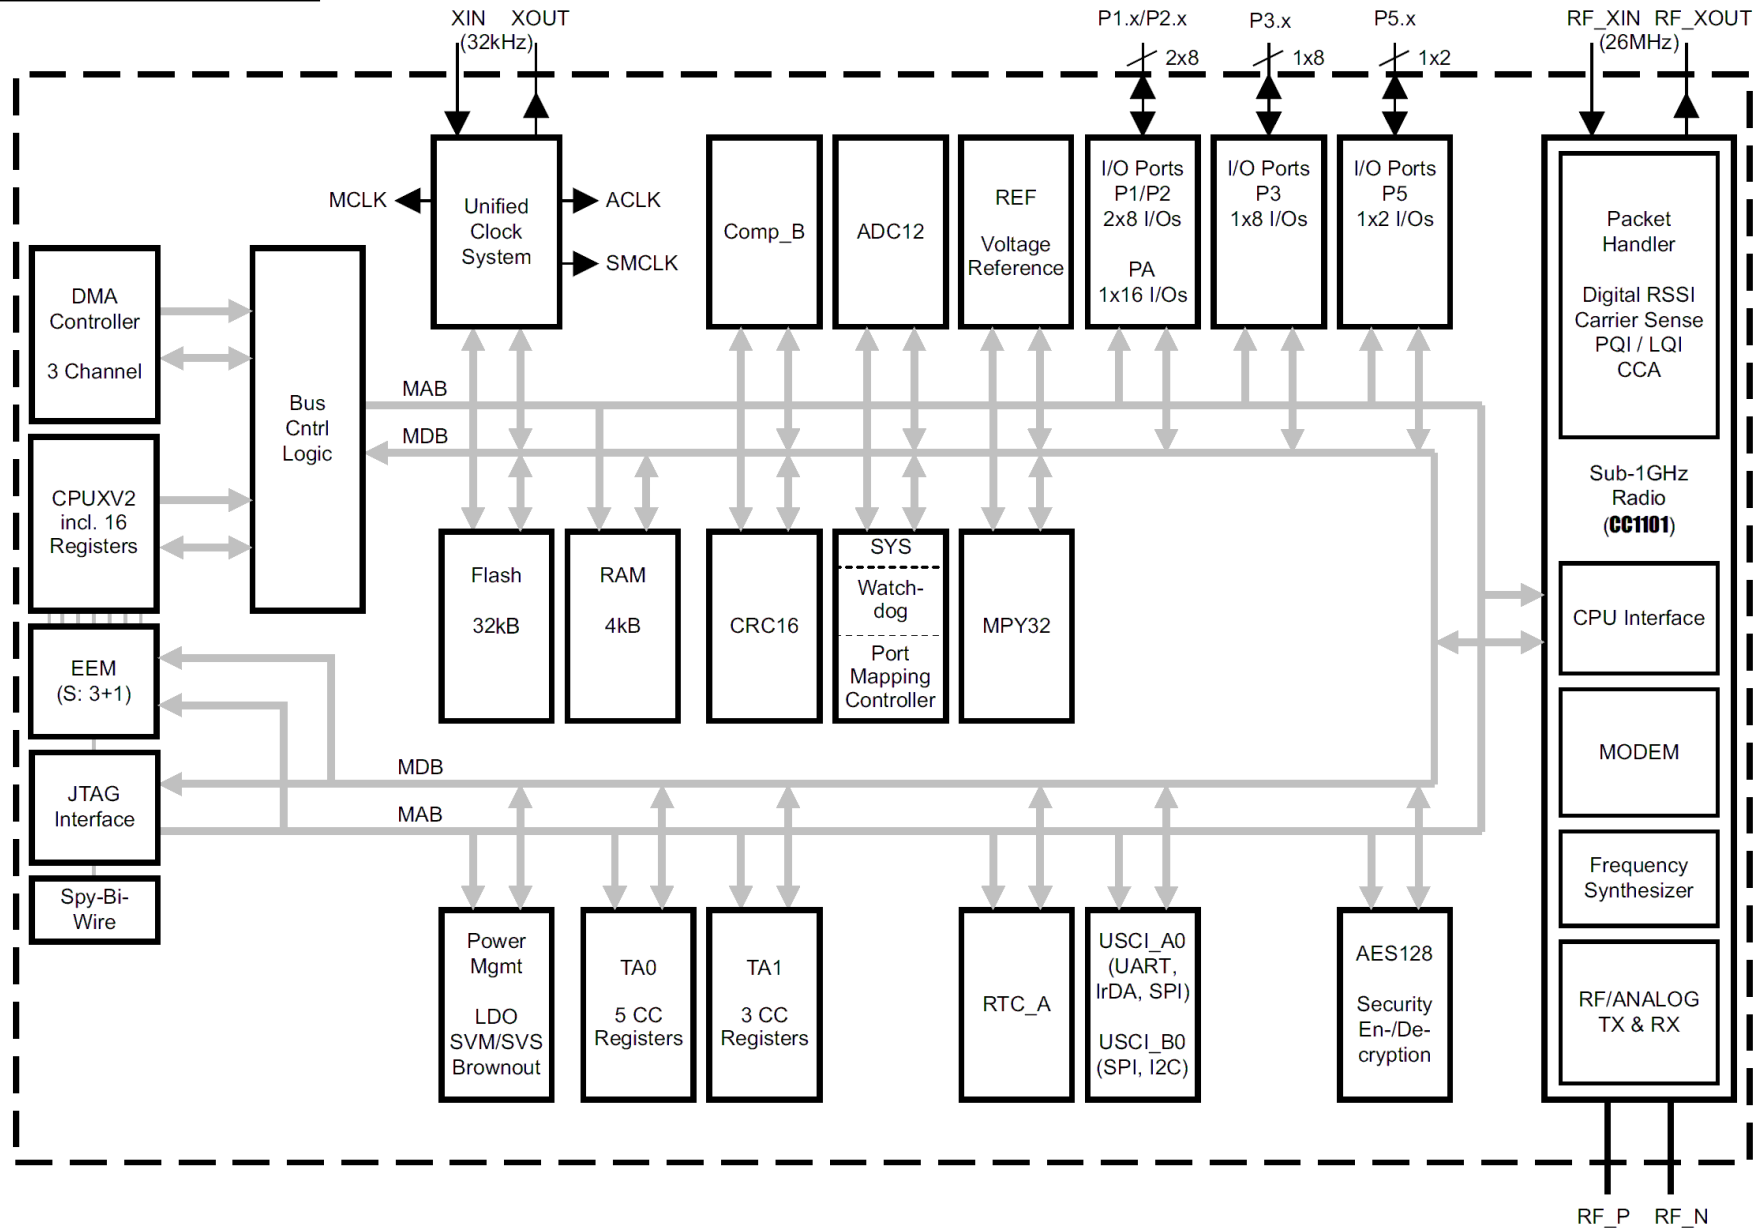 XIN XOUT
(32kHz)
P1.x/P2.x
2x8
P3.x
1x8
P5.x
1x2
RF_XIN RF_XOUT
(26MHz)
MCLK
Unified
Clock
System
ACLK
SMCLK
Comp_B
ADC12
REF
Voltage
Reference
I/O Ports
P1/P2
2x8 I/Os
PA
1x16 I/Os
I/O Ports
P3
1x8 I/Os
I/O Ports
P5
1x2 I/Os
Packet
Handler
Digital RSSI
Carrier Sense
PQI / LQI
CCA
DMA
Controller
3 Channel
Bus
Cntrl
Logic
MAB
MDB
CPUXV2
incl. 16
Registers
Sub-1GHz
Radio
(CC1101)
Flash
32kB
RAM
4kB
CRC16
SYS
Watch-
dog
Port
Mapping
Controller
MPY32
CPU Interface
EEM
(S: 3+1)
MODEM
JTAG
Interface
MDB
MAB
Spy-Bi-
Wire
Frequency
Synthesizer
Power
Mgmt
LDO
SVM/SVS
Brownout
TA0
5 CC
Registers
TA1
3 CC
Registers
RTC_A
USCI_A0
(UART,
IrDA, SPI)
USCI_B0
(SPI, I2C)
AES128
Security
En-/De-
cryption
RF/ANALOG
TX & RX
RF_P RF_N